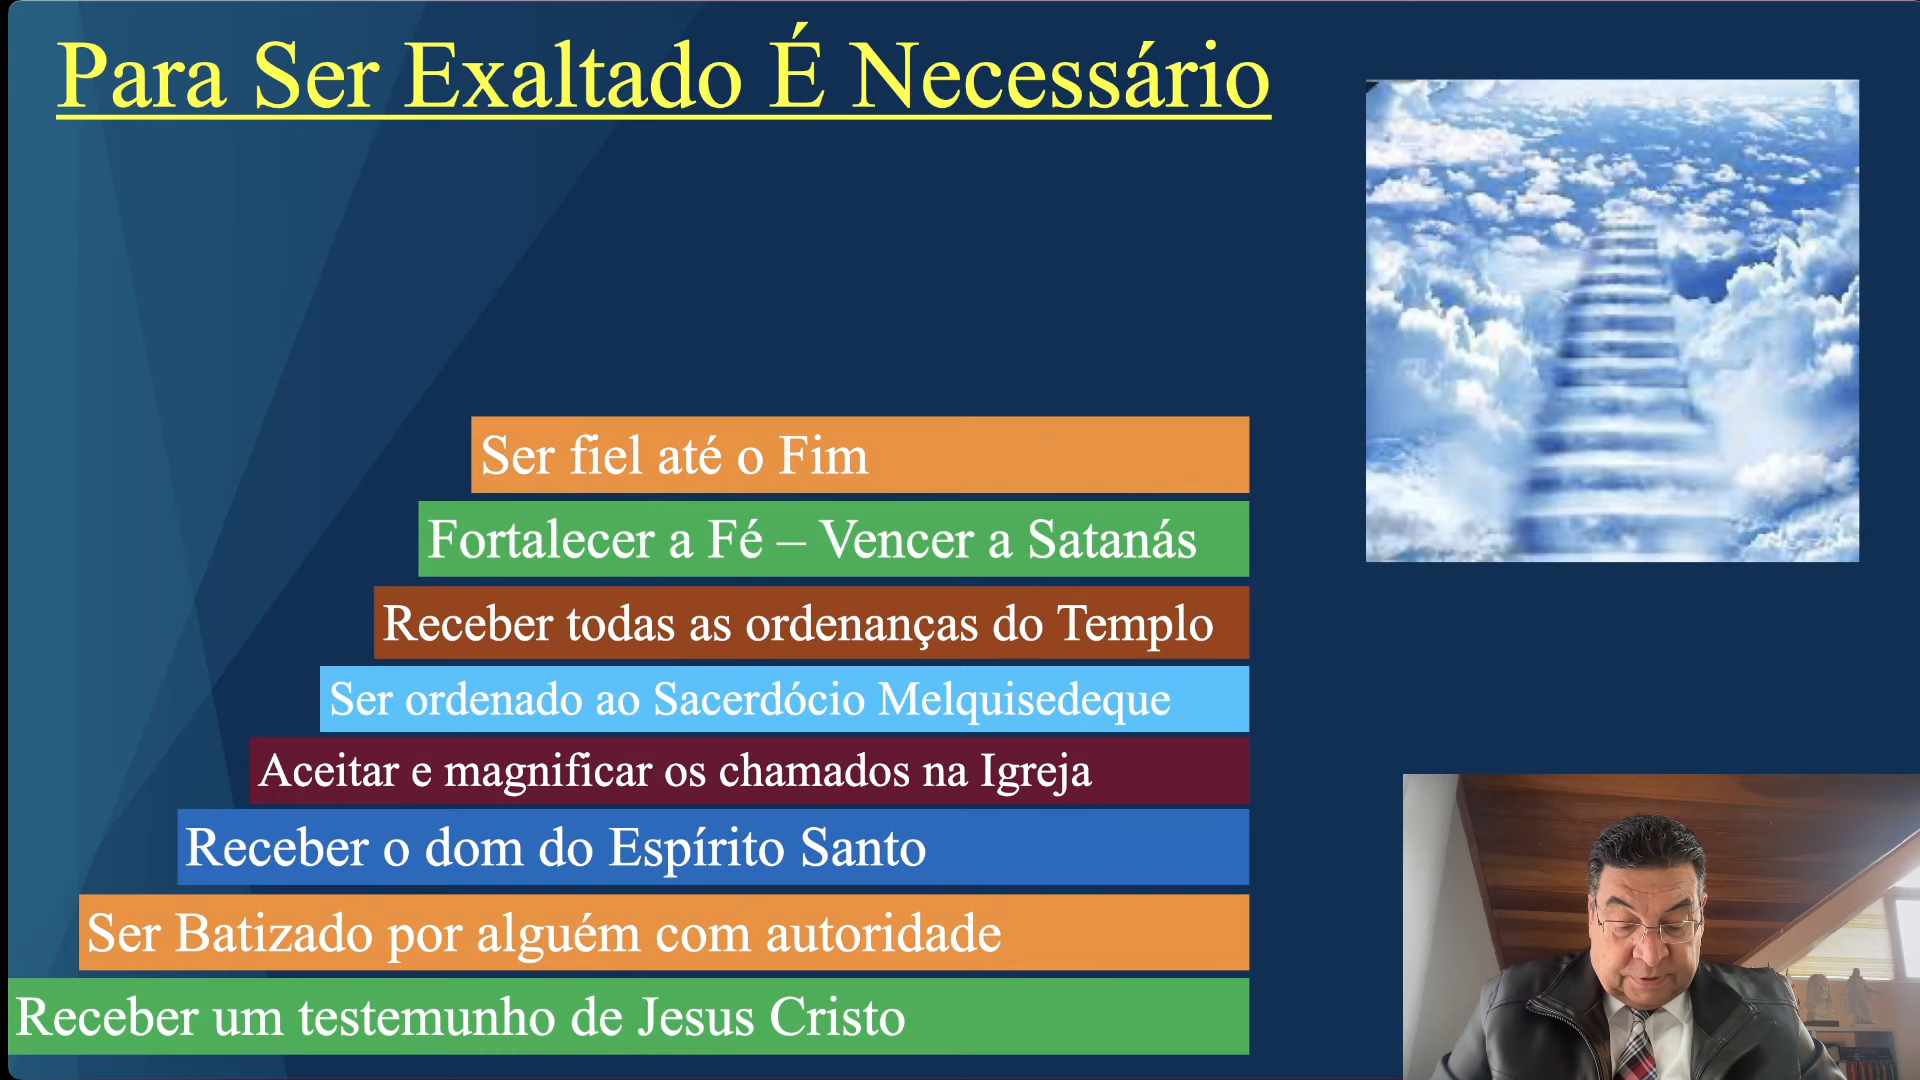 Para Ser Exaltado É Necessário
Ser fiel até o Fim
Fortalecer a Fé – Vencer a Satanás
Receber todas as ordenanças do Templo
Ser ordenado ao Sacerdócio Melquisedeque
Aceitar e magnificar os chamados na Igreja
Receber o dom do Espírito Santo
Ser Batizado por alguém com autoridade
Receber um testemunho de Jesus Cristo